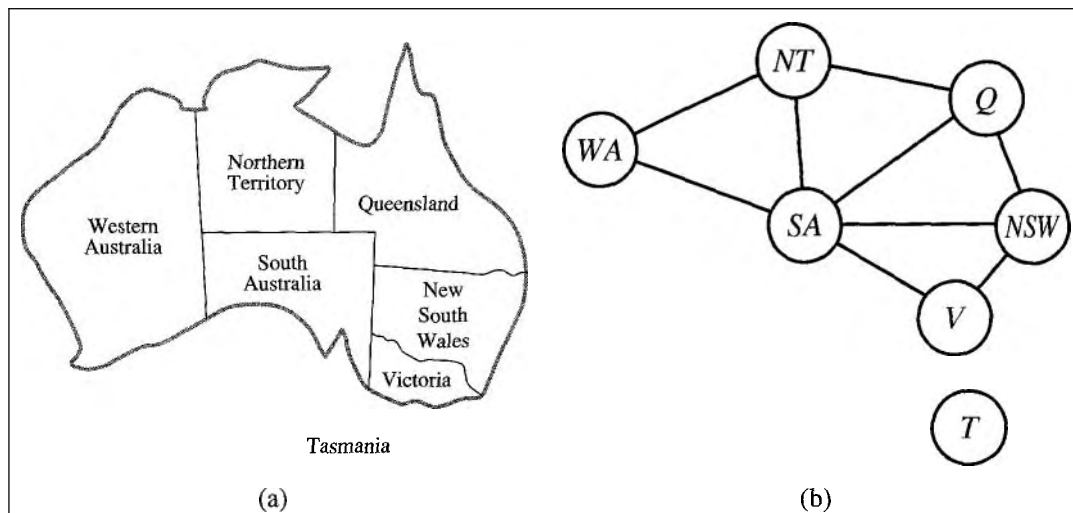 Northern
Territory
Western
Australia
Queensland
South
Australia
New
South
Wales
Victoria
Tasmania
(a)
NT
Q
WA
SA
NSW
V
T
(b)